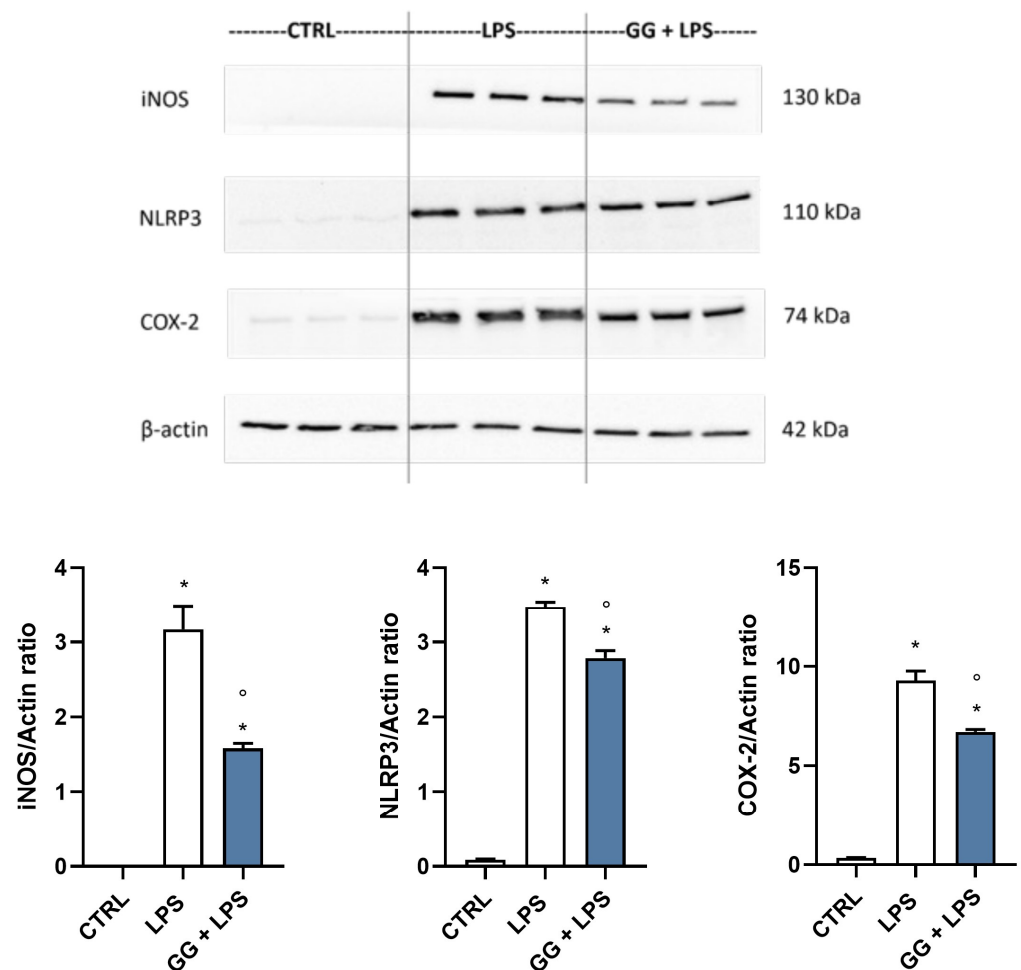 --------CTRL-----------------LPS----------------GG + LPS------
iNOS 130 kDa
NLRP3 110 kDa
COX-2 74 kDa
β-actin 42 kDa
iNOS/Actin ratio
4
3
2
1
0
*
°
*
CTRL
LPS
GG + LPS
NLRP3/Actin ratio
4
3
2
1
0
*
°
*
CTRL
LPS
GG + LPS
COX-2/Actin ratio
15
10
5
0
*
°
*
CTRL
LPS
GG + LPS